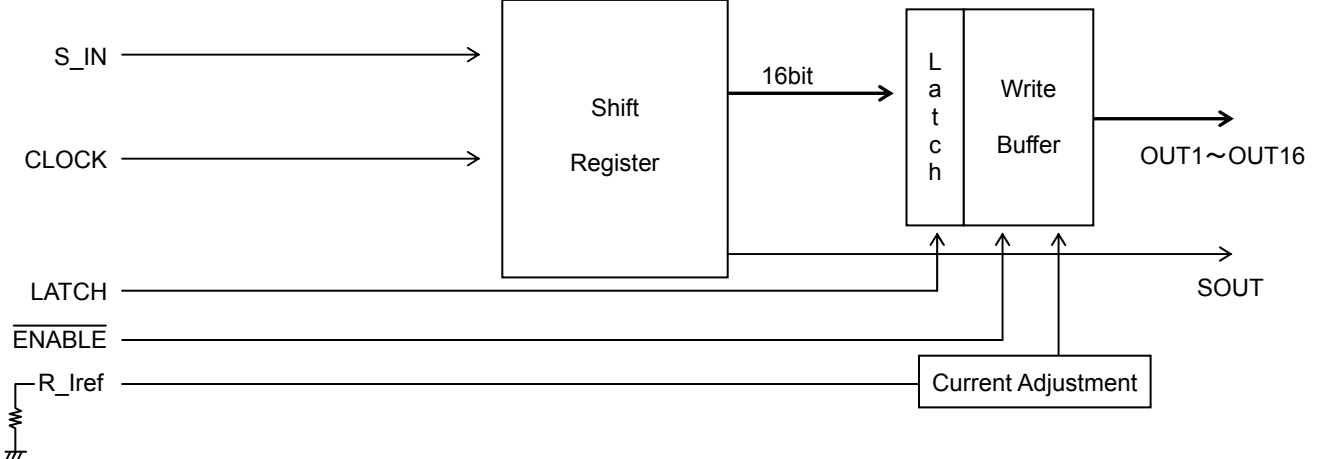 S_IN
CLOCK
LATCH
ENABLE
R_Iref
Shift
Register
16bit
L
a
t
c
h
Write
Buffer
OUT1～OUT16
SOUT
Current Adjustment